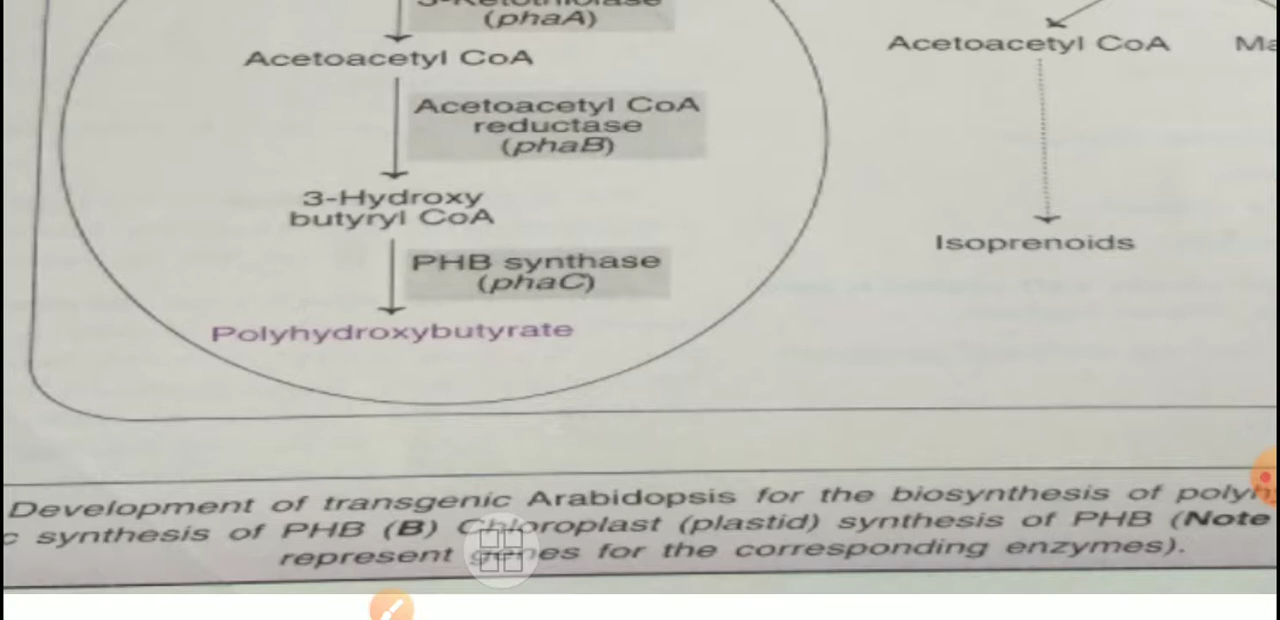 3-Ketothiolase
(phaA)
Acetoacetyl CoA
Acetoacetyl CoA
reductase
(phaB)
3-Hydroxy
butyryl CoA
PHB synthase
(phaC)
Polyhydroxybutyrate
Acetoacetyl CoA
Isoprenoids
Development of transgenic Arabidopsis for the biosynthesis of
synthesis of PHB (B) Chloroplast (plastid) synthesis of PHB (Note
represent genes for the corresponding enzymes).